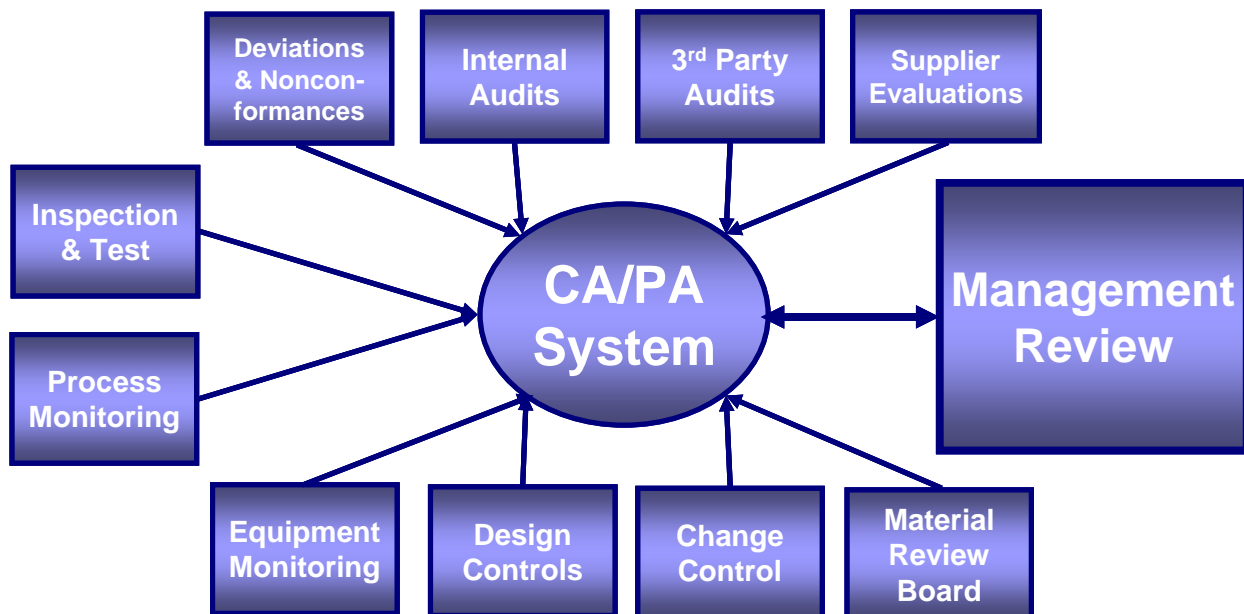 Deviations
& Noncon-
formances
Internal
Audits
3rd Party
Audits
Supplier
Evaluations
Inspection
& Test
CA/PA
System
Management
Review
Process
Monitoring
Equipment
Monitoring
Design
Controls
Change
Control
Material
Review
Board